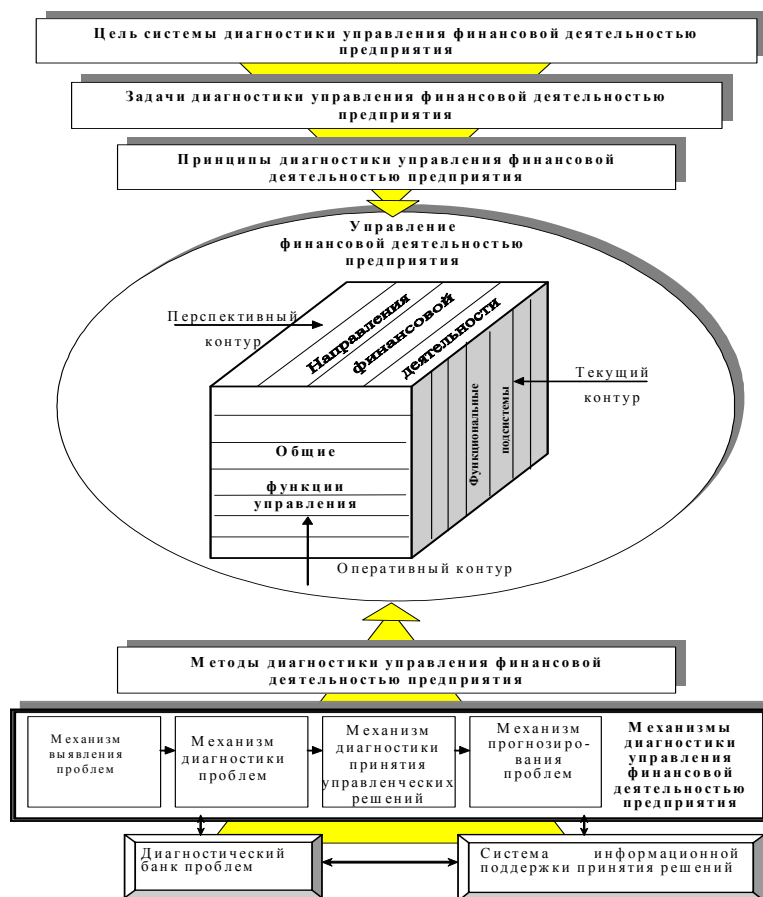 Цель системы диагностики управления финансовой деятельностью
предприятия
Задачи диагностики управления финансовой деятельностью
предприятия
Принципы диагностики управления финансовой
деятельностью предприятия
Управление
финансовой деятельностью
предприятия
Перспективный
контур
Направления
финансовой
деятельности
Текущий
контур
Функциональные
подсистемы
Общие
функции
управления
Оперативный контур
Методы диагностики управления финансовой
деятельностью предприятия
Механизм
выявления
проблем
Механизм
диагностики
проблем
Механизм
диагностики
принятия
управленческих
решений
Механизм
прогнозиро-
вания
проблем
Механизмы
диагностики
управления
финансовой
деятельностью
предприятия
Диагностический
банк проблем
Система информационной
поддержки принятия решений